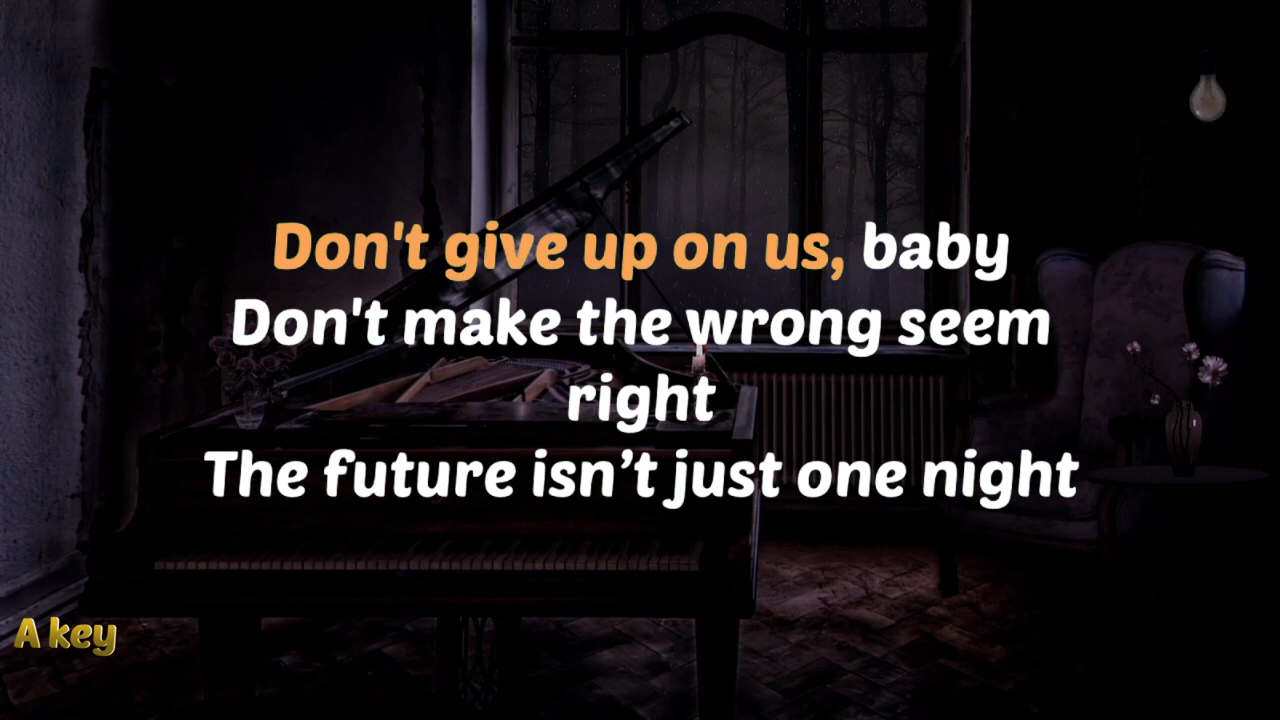 Don't give up on us, baby
Don't make the wrong seem
right
The future isn’t just one night
A key